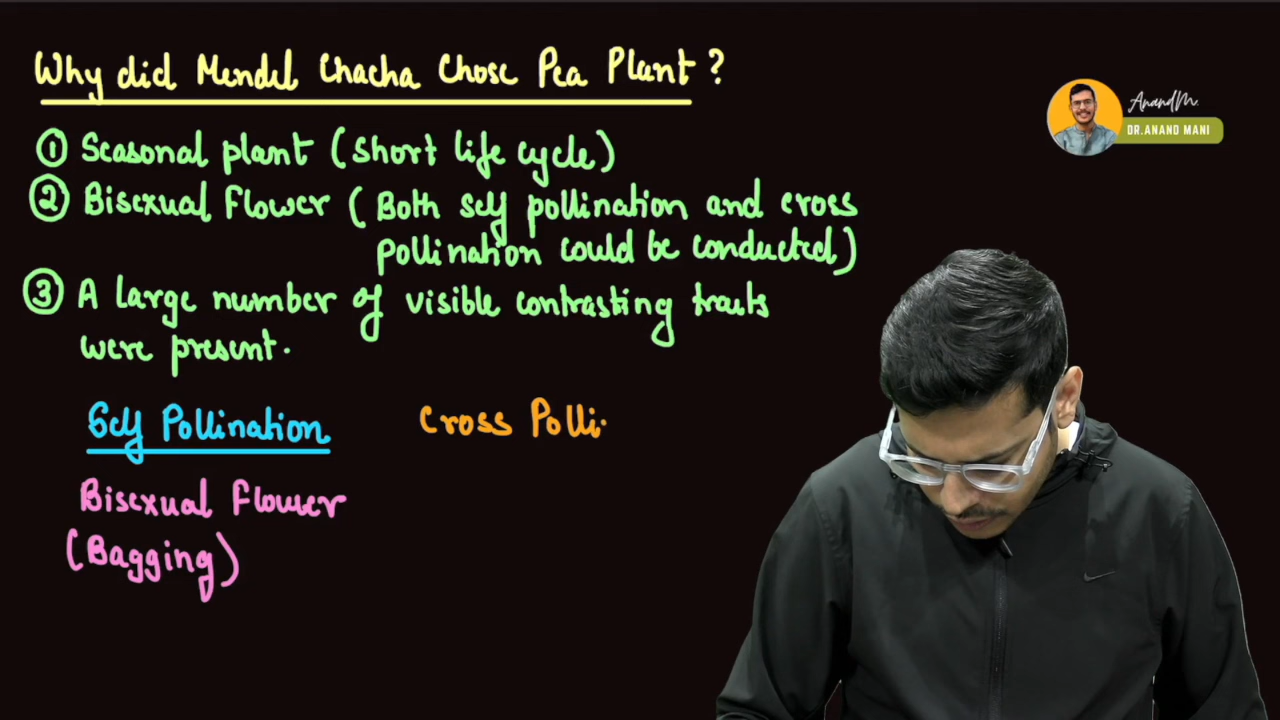 Why did Mendel Chacha Chose Pea Plant?
AnandM.
DR.ANAND MANI
① Seasonal plant (short life cycle)
② Bisexual Flower (Both self pollination and cross
pollination could be conducted)
③ A large number of visible contrasting traits
were present.
Self Pollination
Cross Polli
Bisexual Flower
(Bagging)